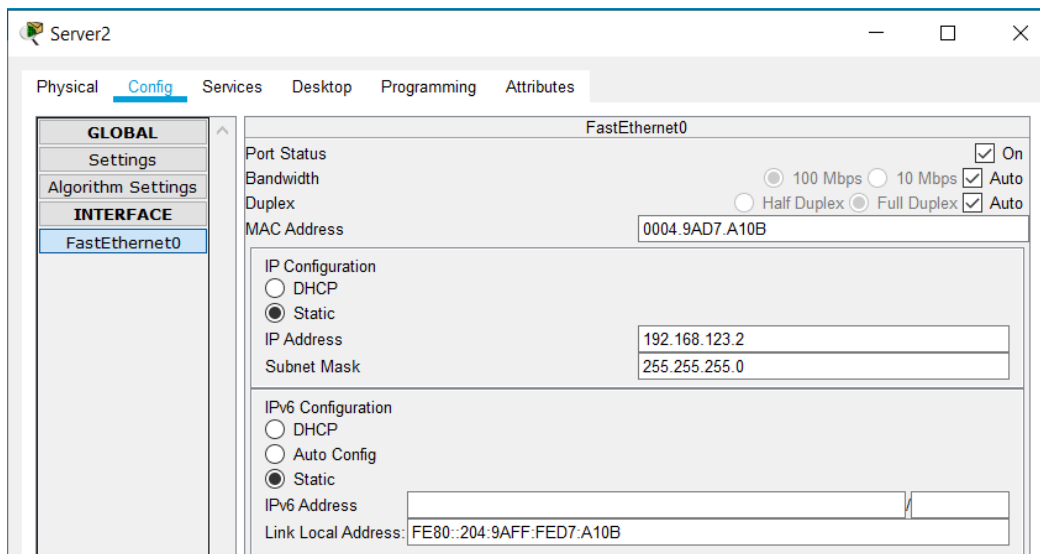 Server2
Physical Config Services Desktop Programming Attributes
GLOBAL
Settings
Algorithm Settings
INTERFACE
FastEthernet0
FastEthernet0
Port Status On
Bandwidth 100 Mbps 10 Mbps Auto
Duplex Half Duplex Full Duplex Auto
MAC Address 0004.9AD7.A10B
IP Configuration
DHCP
Static
IP Address 192.168.123.2
Subnet Mask 255.255.255.0
IPv6 Configuration
DHCP
Auto Config
Static
IPv6 Address /
Link Local Address: FE80::204:9AFF:FED7:A10B